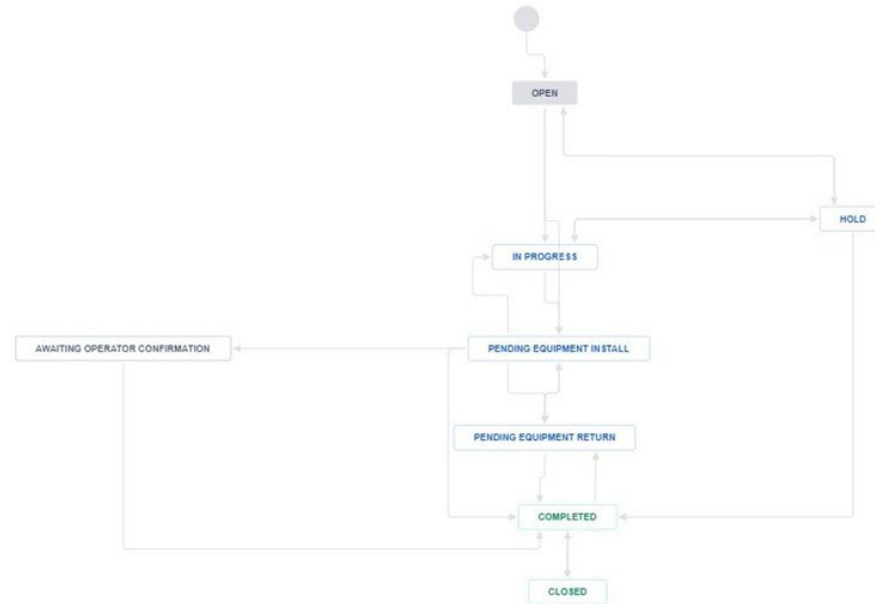 OPEN
HOLD
IN PROGRESS
AWAITING OPERATOR CONFIRMATION
PENDING EQUIPMENT INSTALL
PENDING EQUIPMENT RETURN
COMPLETED
CLOSED